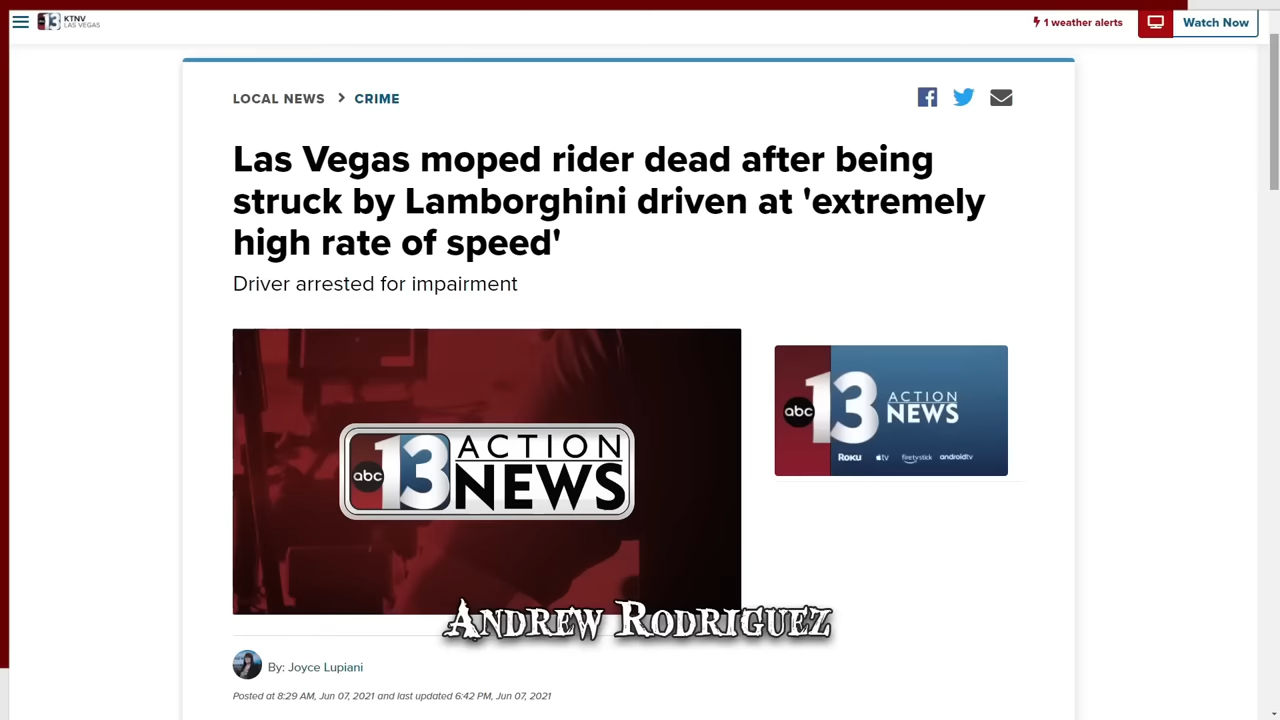 KTNV
LAS VEGAS
1 weather alerts
Watch Now
LOCAL NEWS > CRIME
Las Vegas moped rider dead after being
struck by Lamborghini driven at 'extremely
high rate of speed'
Driver arrested for impairment
abc 13 ACTION
NEWS
abc 13 ACTION
NEWS
Roku tv firetvstick androidtv
Andrew Rodriguez
By: Joyce Lupiani
Posted at 8:29 AM, Jun 07, 2021 and last updated 6:42 PM, Jun 07, 2021